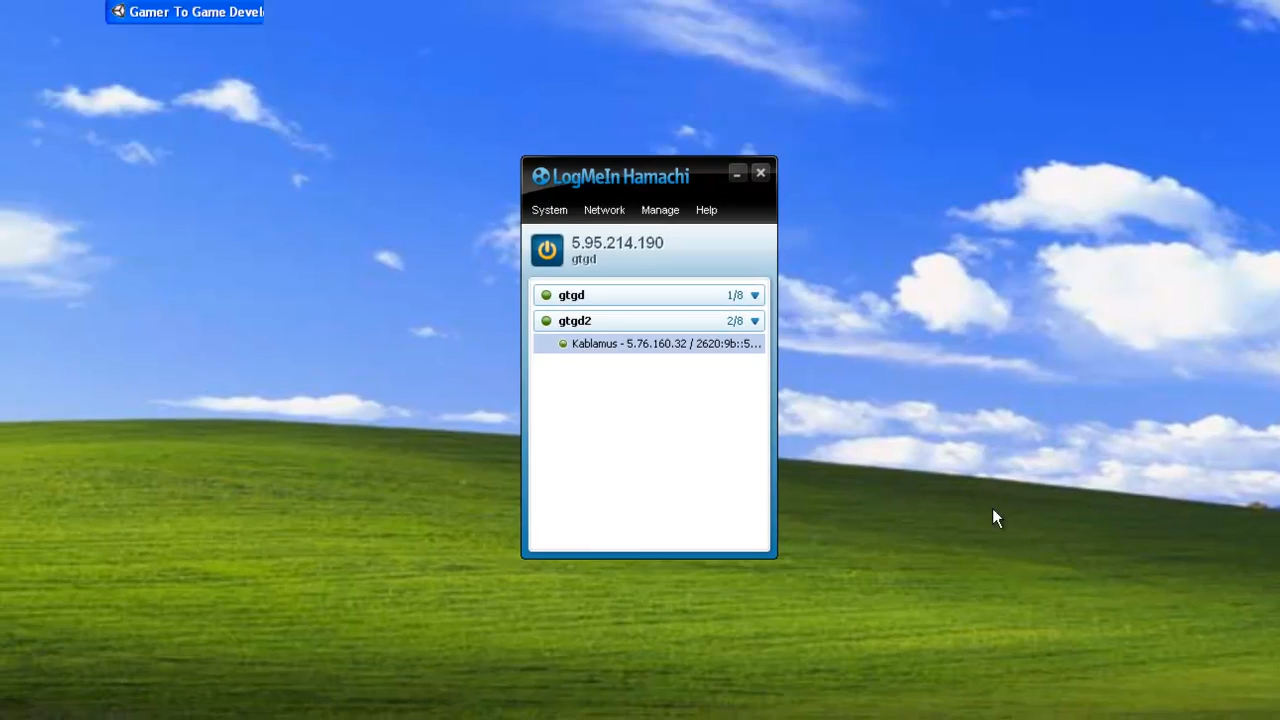 Gamer To Game Devel
LogMeIn Hamachi
System Network Manage Help
5.95.214.190
gtgd
gtgd 1/8
gtgd2 2/8
Kablamus - 5.76.160.32 / 2620:9b::5...